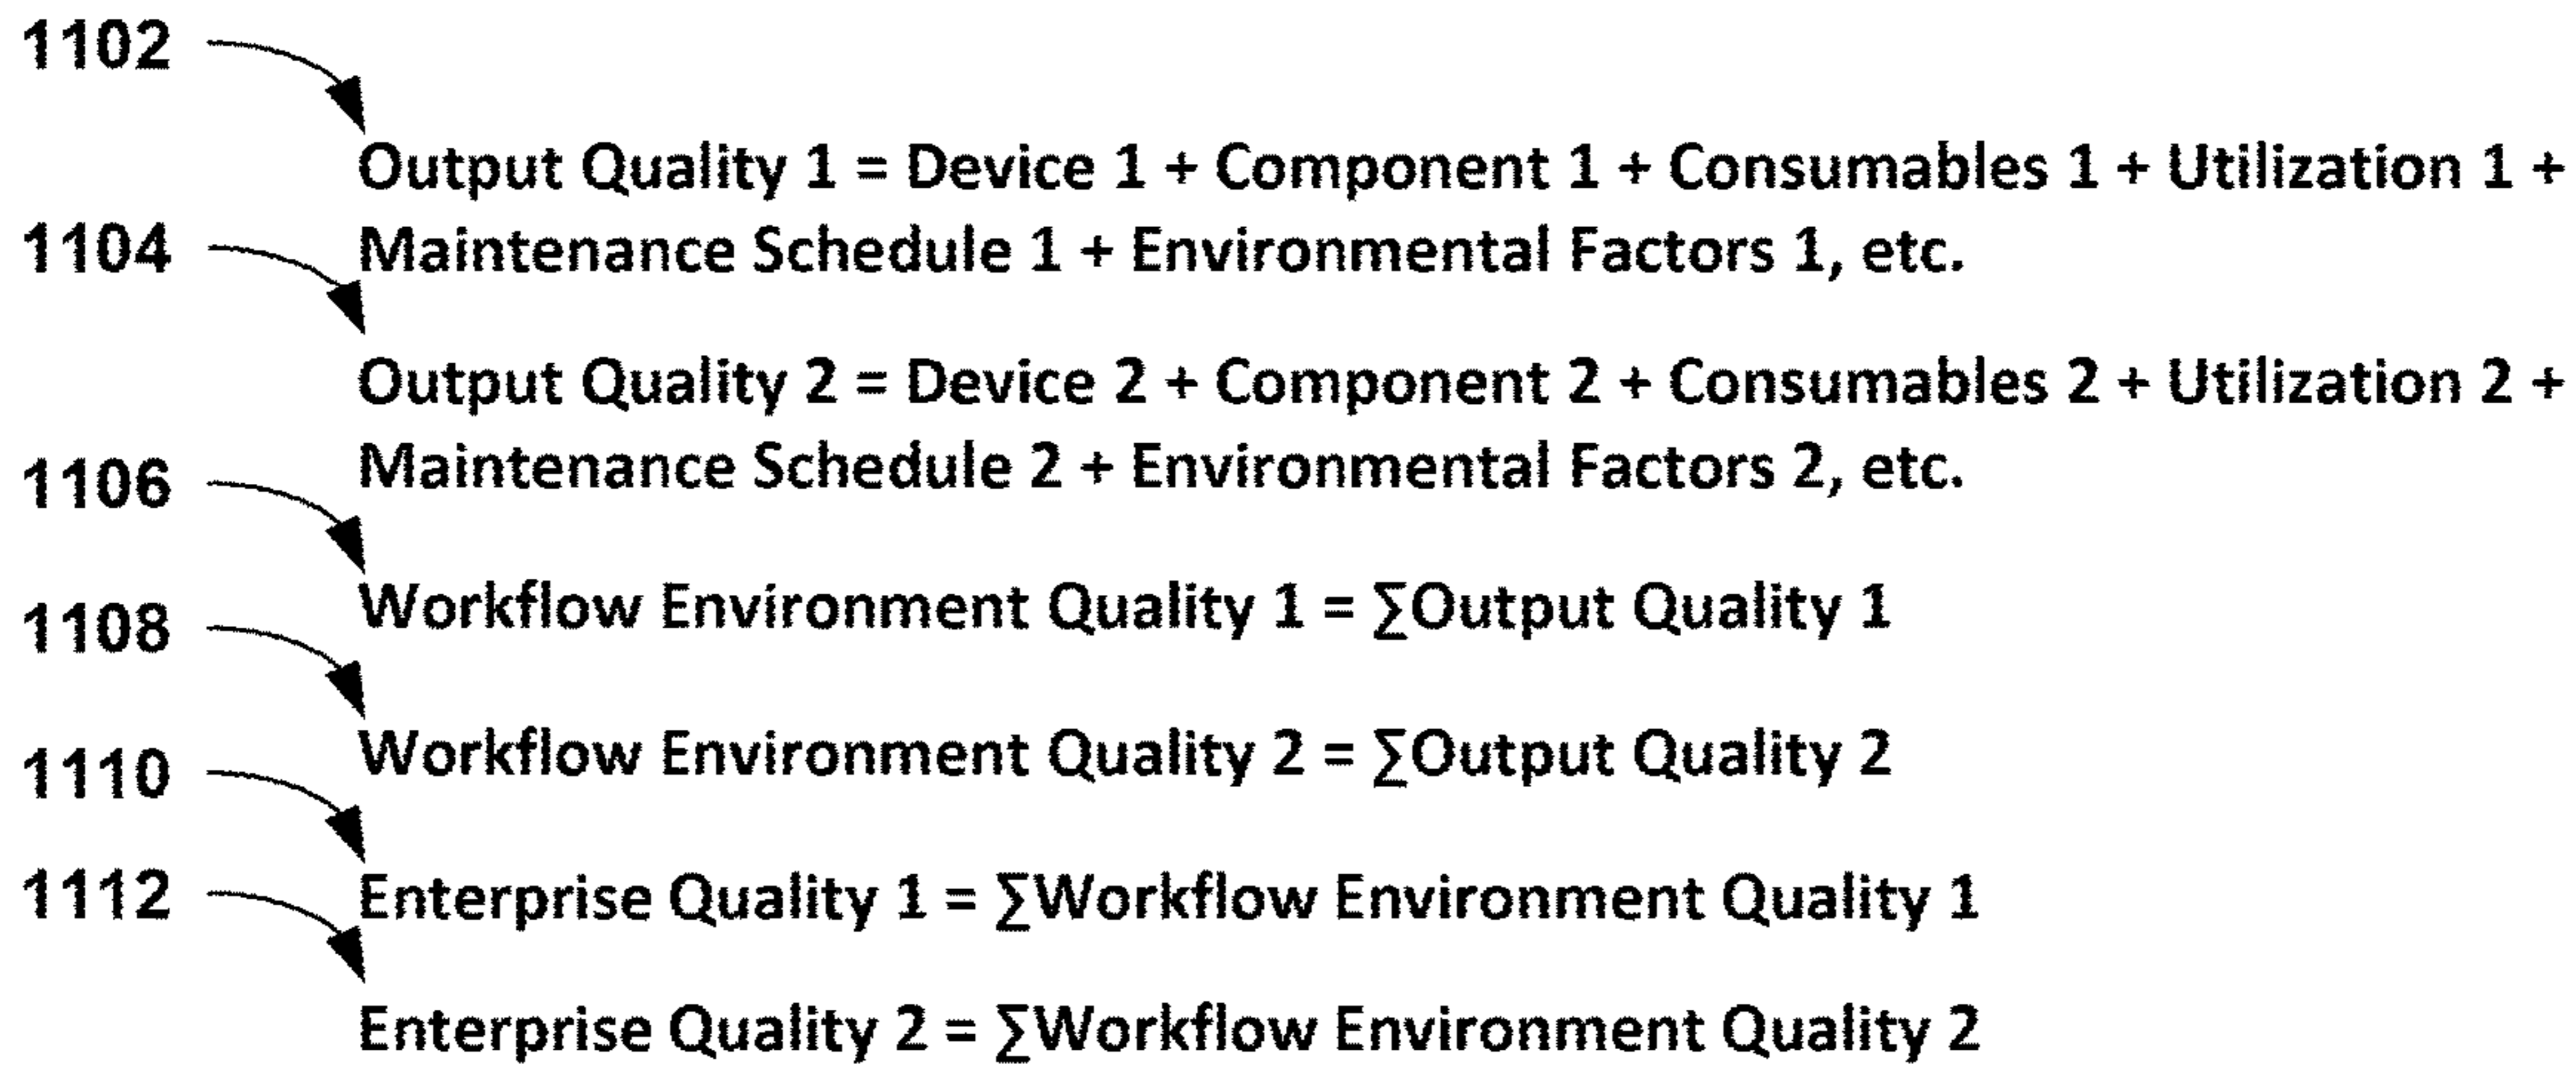 1102
Output Quality 1 = Device 1 + Component 1 + Consumables 1 + Utilization 1 +
1104
Maintenance Schedule 1 + Environmental Factors 1, etc.
Output Quality 2 = Device 2 + Component 2 + Consumables 2 + Utilization 2 +
Maintenance Schedule 2 + Environmental Factors 2, etc.
1106
Workflow Environment Quality 1 = ∑Output Quality 1
1108
Workflow Environment Quality 2 = ∑Output Quality 2
1110
Enterprise Quality 1 = ∑Workflow Environment Quality 1
1112
Enterprise Quality 2 = ∑Workflow Environment Quality 2